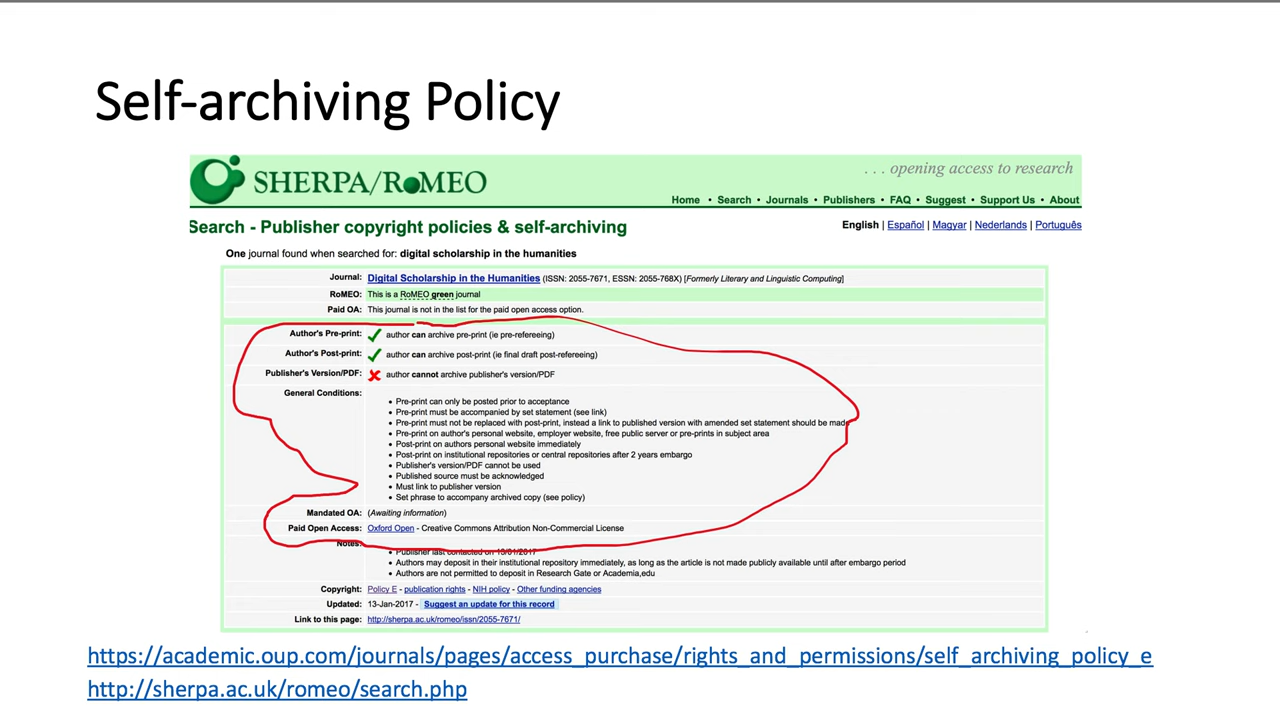 Self-archiving Policy
SHERPA/RoMEO
. . . opening access to research
Home • Search • Journals • Publishers • FAQ • Suggest • Support Us • About
Search - Publisher copyright policies & self-archiving
English | Español | Magyar | Nederlands | Português
One journal found when searched for: digital scholarship in the humanities
Journal: Digital Scholarship in the Humanities (ISSN: 2055-7671, ESSN: 2055-768X) [Formerly Literary and Linguistic Computing]
RoMEO: This is a RoMEO green journal
Paid OA: This journal is not in the list for the paid open access option.
Author's Pre-print: author can archive pre-print (ie pre-refereeing)
Author's Post-print: author can archive post-print (ie final draft post-refereeing)
Publisher's Version/PDF: author cannot archive publisher's version/PDF
General Conditions:
• Pre-print can only be posted prior to acceptance
• Pre-print must be accompanied by set statement (see link)
• Pre-print must not be replaced with post-print, instead a link to published version with amended set statement should be made
• Pre-print on author's personal website, employer website, free public server or pre-prints in subject area
• Post-print on authors personal website immediately
• Post-print on institutional repositories or central repositories after 2 years embargo
• Publisher's version/PDF cannot be used
• Published source must be acknowledged
• Must link to publisher version
• Set phrase to accompany archived copy (see policy)
Mandated OA: (Awaiting information)
Paid Open Access: Oxford Open - Creative Commons Attribution Non-Commercial License
Notes:
• Publisher last contacted on 13/01/2017
• Authors may deposit in their institutional repository immediately, as long as the article is not made publicly available until after embargo period
• Authors are not permitted to deposit in Research Gate or Academia,edu
Copyright: Policy E - publication rights - NIH policy - Other funding agencies
Updated: 13-Jan-2017 - Suggest an update for this record
Link to this page: http://sherpa.ac.uk/romeo/issn/2055-7671/
https://academic.oup.com/journals/pages/access_purchase/rights_and_permissions/self_archiving_policy_e
http://sherpa.ac.uk/romeo/search.php